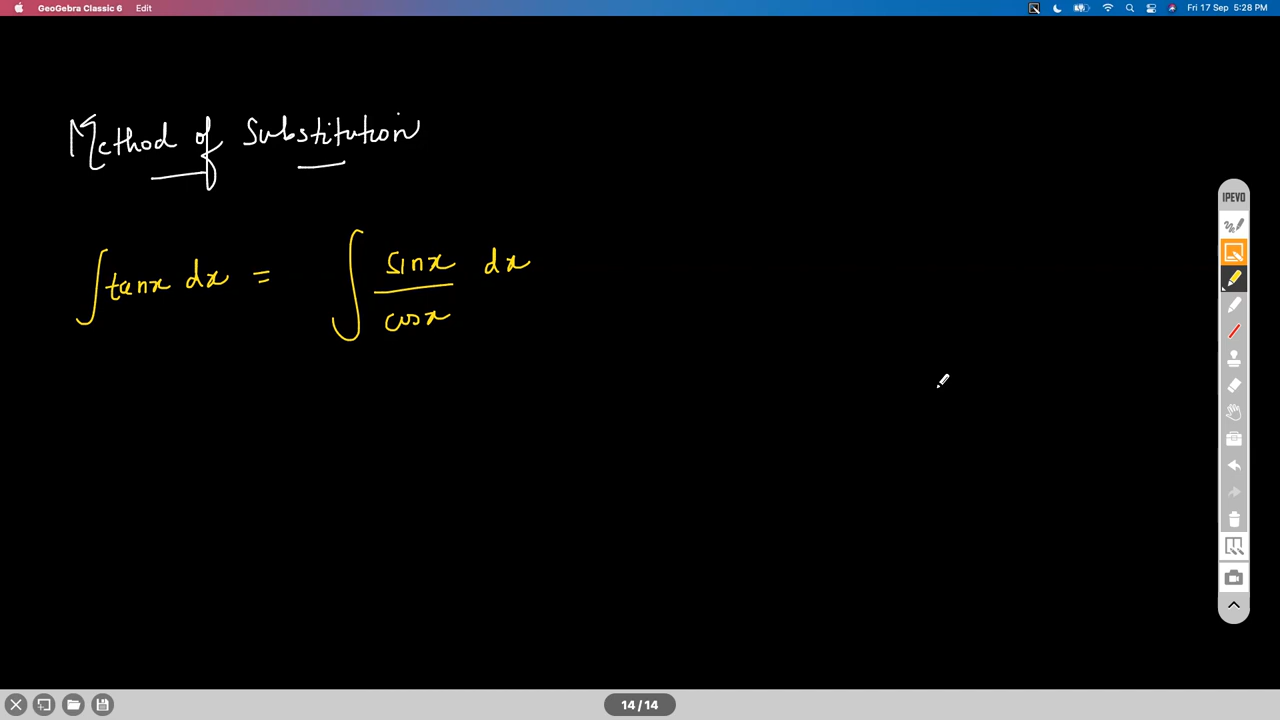 GeoGebra Classic 6 Edit Fri 17 Sep 5:28 PM
Method of Substitution
∫tanx dx = ∫ sinx/cosx dx
IPEVO
14/14